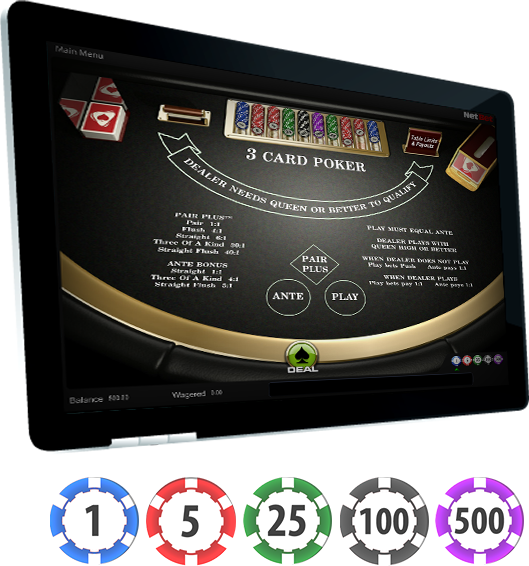 Main Menu
Net
3 CARD POKER
Table Limits
& Payouts
DEALER NEEDS QUEEN OR BETTER TO QUALIFY
PAIR PLUS™
Pair 1:1
Flush 4:1
Straight 6:1
Three Of A Kind 30:1
Straight Flush 40:1
ANTE BONUS
Straight 1:1
Three Of A Kind 4:1
Straight Flush 5:1
PLAY MUST EQUAL ANTE
DEALER PLAYS WITH
QUEEN HIGH OR BETTER
WHEN DEALER DOES NOT PLAY
Play bets Push Ante pays 1:1
WHEN DEALER PLAYS
Play bets pay 1:1 Ante pays 1:1
PAIR
PLUS
ANTE
PLAY
DEAL
Balance
Wagered 0.00
1
5
25
100
500